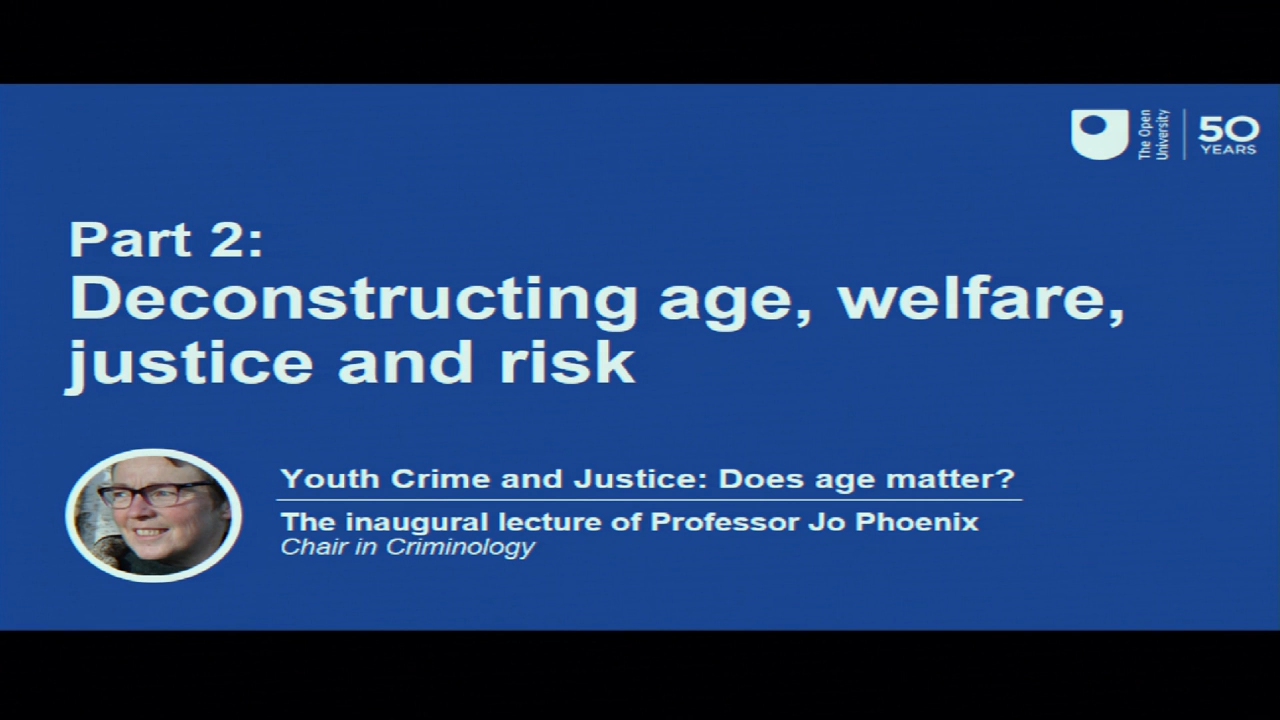 The Open
University
50
YEARS
Part 2:
Deconstructing age, welfare,
justice and risk
Youth Crime and Justice: Does age matter?
The inaugural lecture of Professor Jo Phoenix
Chair in Criminology